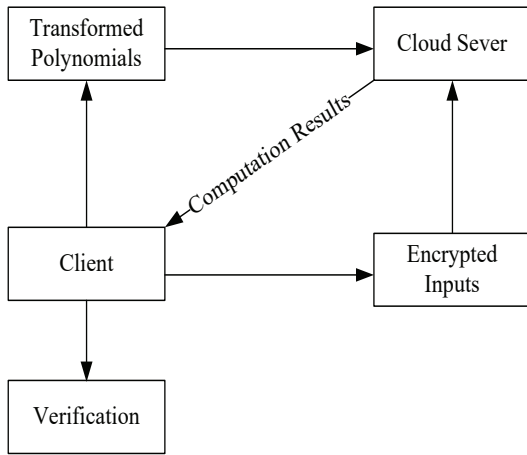 Transformed
Polynomials
Cloud Sever
Computation Results
Client
Encrypted
Inputs
Verification